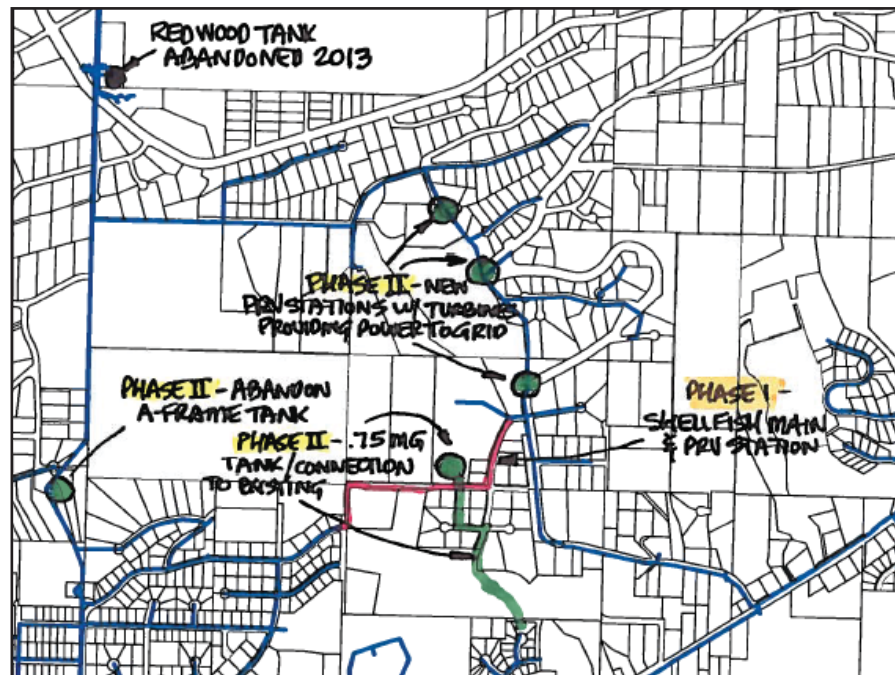 REDWOOD TANK
ABANDONED 2013
PHASE II - NEW
PRV STATIONS W/ TURBINES
PROVIDING POWER TO GRID
PHASE II - ABANDON
A-FRAME TANK
PHASE II - .75 MG
TANK/CONNECTION
TO EXISTING
PHASE I -
SHELLFISH MAIN
& PRV STATION